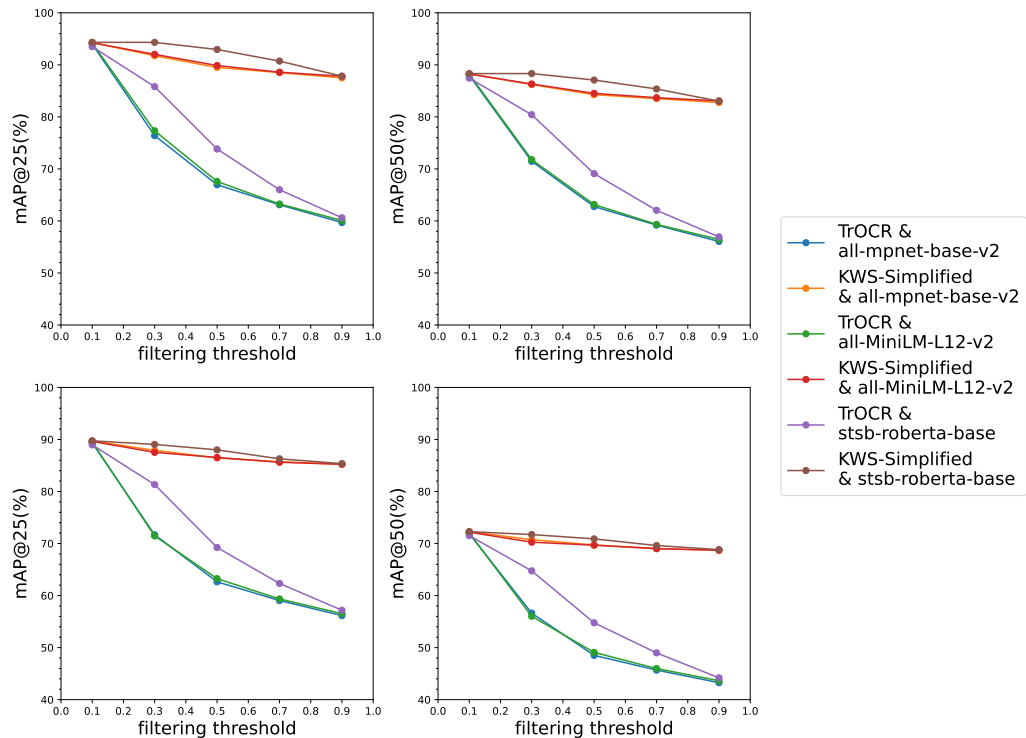 100
90
80
70
60
50
40
mAP@25(%)
0.0 0.1 0.2 0.3 0.4 0.5 0.6 0.7 0.8 0.9 1.0
filtering threshold
100
90
80
70
60
50
40
mAP@50(%)
0.0 0.1 0.2 0.3 0.4 0.5 0.6 0.7 0.8 0.9 1.0
filtering threshold
100
90
80
70
60
50
40
mAP@25(%)
0.0 0.1 0.2 0.3 0.4 0.5 0.6 0.7 0.8 0.9 1.0
filtering threshold
100
90
80
70
60
50
40
mAP@50(%)
0.0 0.1 0.2 0.3 0.4 0.5 0.6 0.7 0.8 0.9 1.0
filtering threshold
TrOCR &
all-mpnet-base-v2
KWS-Simplified
& all-mpnet-base-v2
TrOCR &
all-MiniLM-L12-v2
KWS-Simplified
& all-MiniLM-L12-v2
TrOCR &
stsb-roberta-base
KWS-Simplified
& stsb-roberta-base